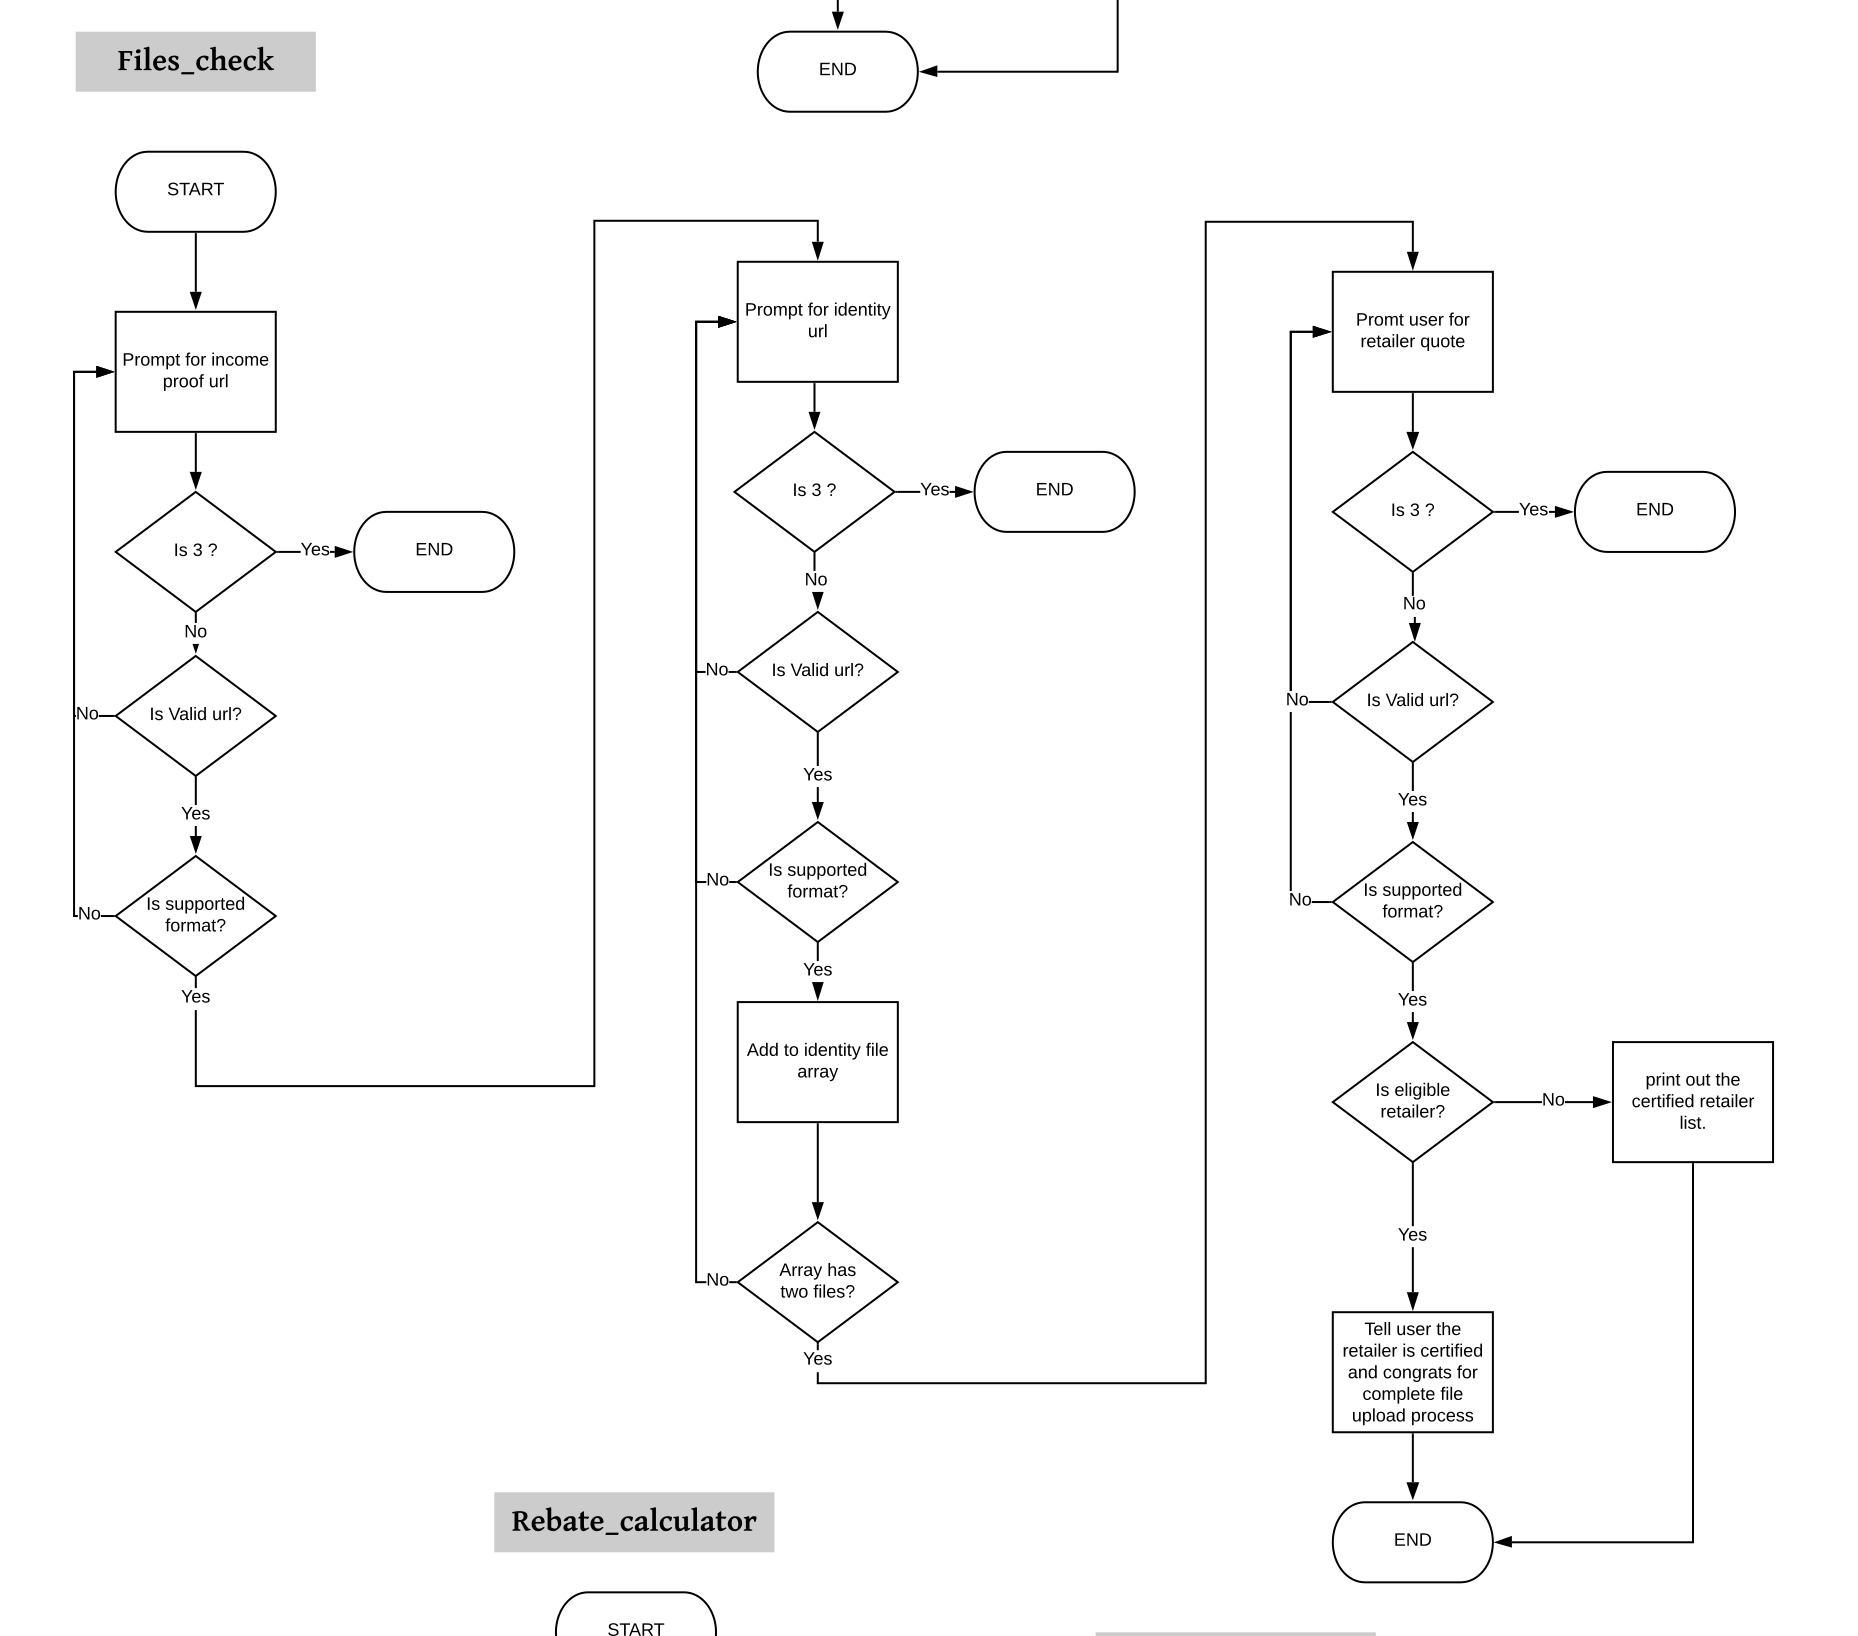 END
Files_check
START
Prompt for income
proof url
Is 3 ?
Yes
END
No
Is Valid url?
No
Yes
Is supported
format?
No
Yes
Prompt for identity
url
Is 3 ?
Yes
END
No
Is Valid url?
No
Yes
Is supported
format?
No
Yes
Add to identity file
array
Array has
two files?
No
Yes
Promt user for
retailer quote
Is 3 ?
Yes
END
No
Is Valid url?
No
Yes
Is supported
format?
No
Yes
Is eligible
retailer?
No
print out the
certified retailer
list.
Yes
Tell user the
retailer is certified
and congrats for
complete file
upload process
END
Rebate_calculator
START